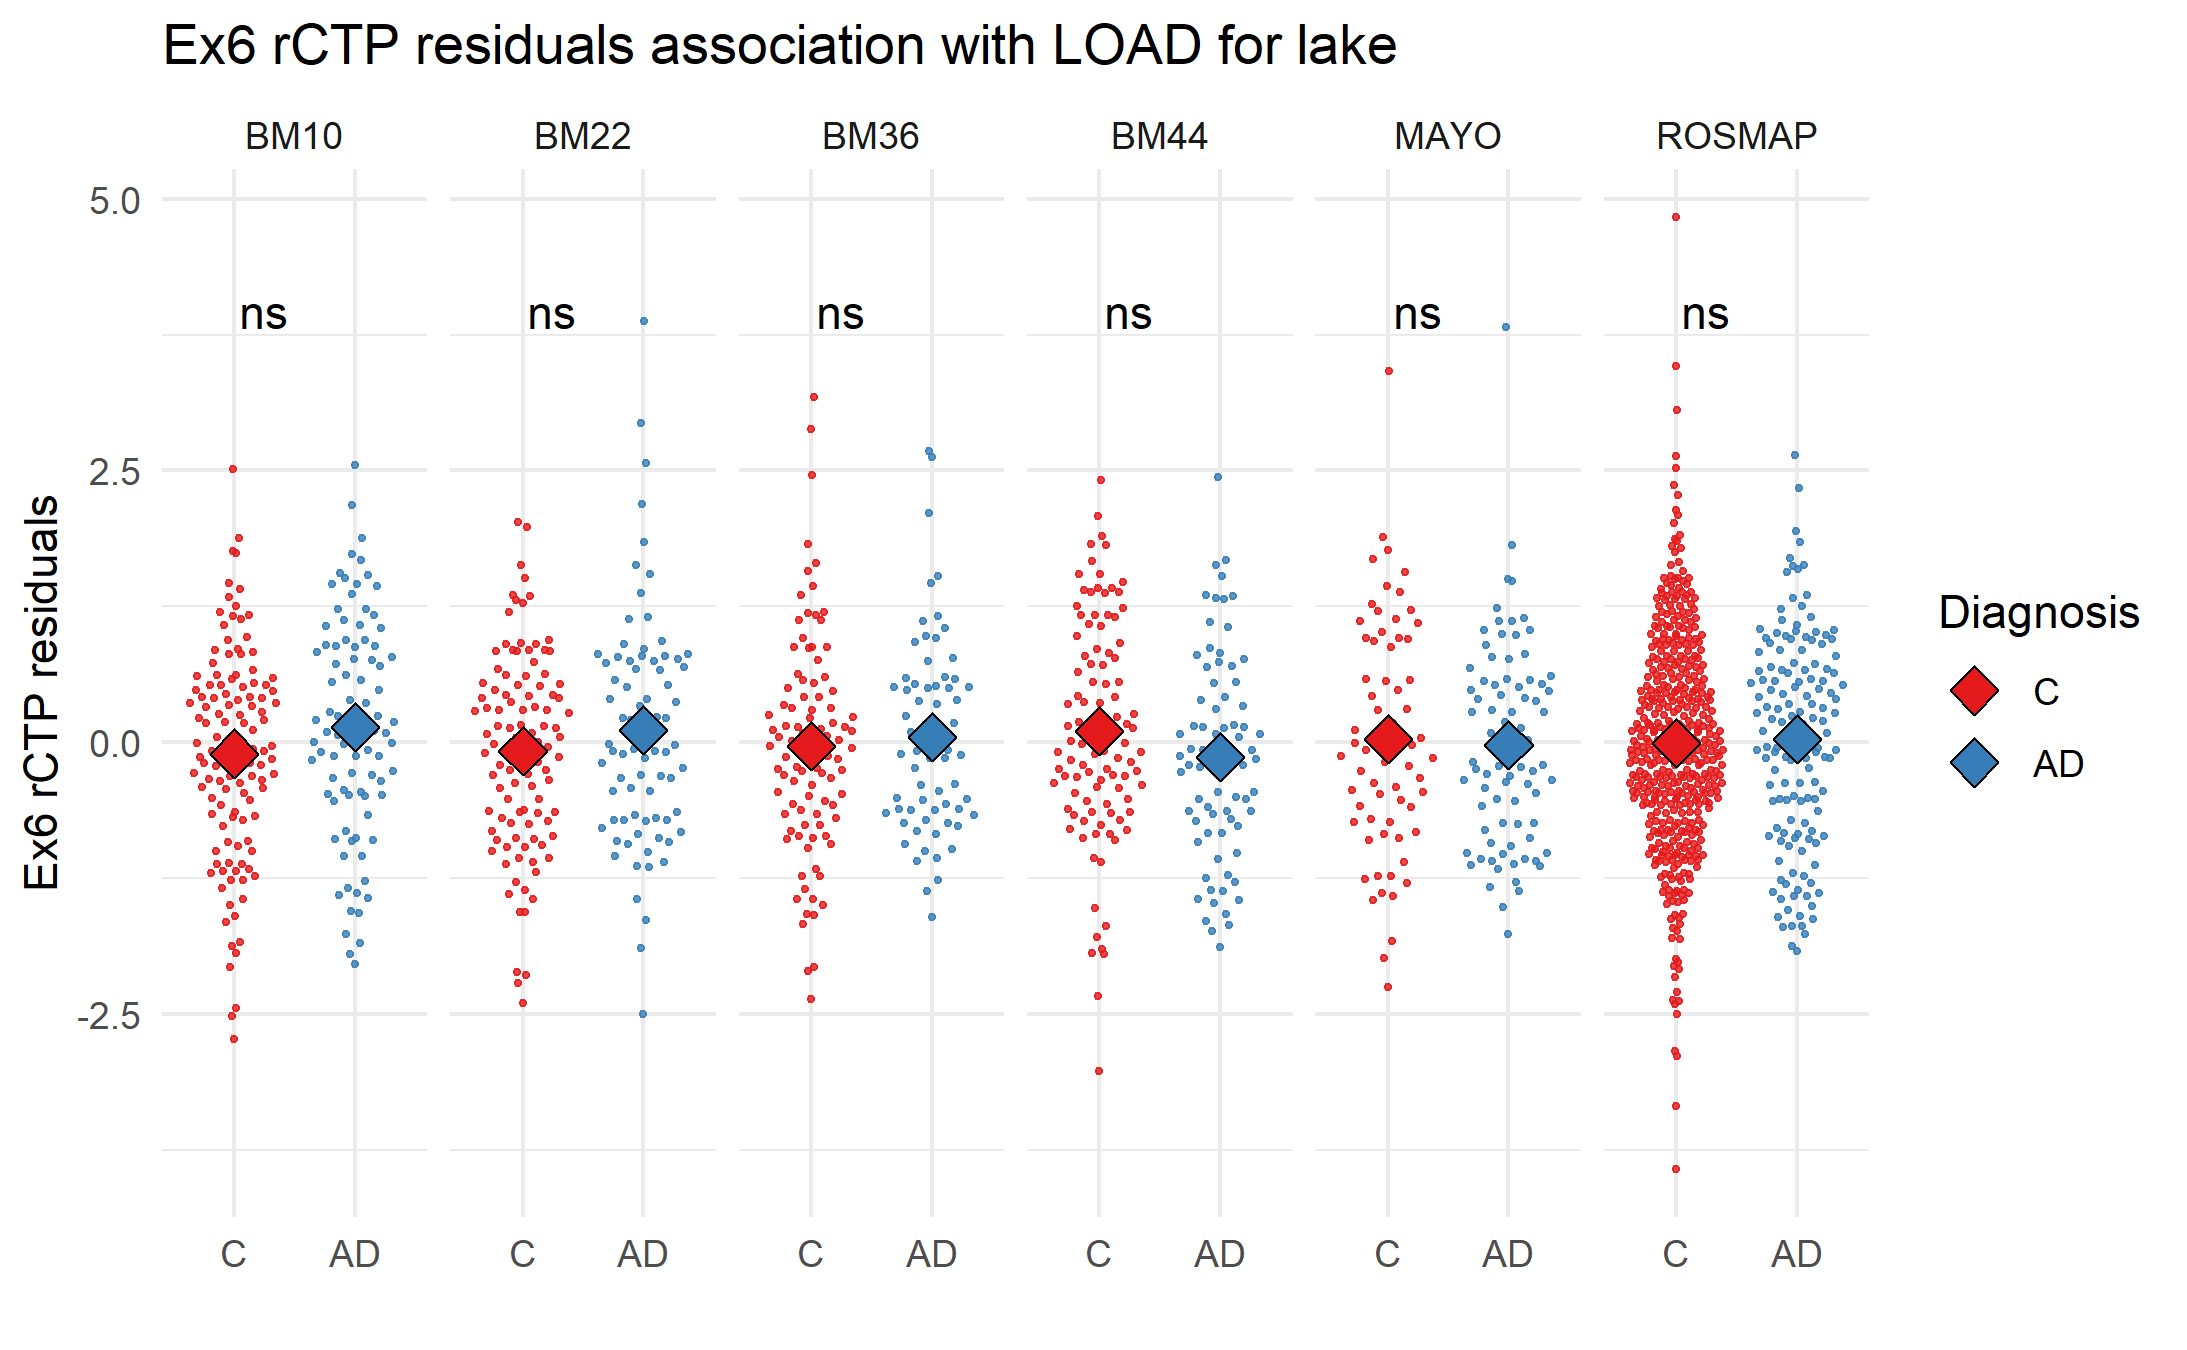 Ex6 rCTP residuals association with LOAD for lake
BM10 BM22 BM36 BM44 MAYO ROSMAP
5.0
ns ns ns ns ns ns
2.5
0.0
-2.5
Ex6 rCTP residuals
C AD C AD C AD C AD C AD C AD
Diagnosis
C
AD